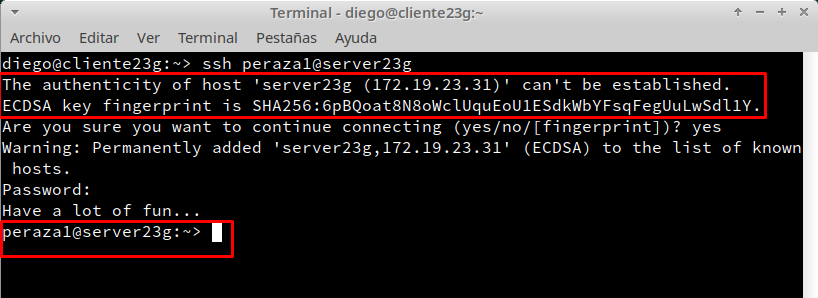 Terminal - diego@cliente23g:~
Archivo Editar Ver Terminal Pestañas Ayuda
diego@cliente23g:~> ssh peraza1@server23g
The authenticity of host 'server23g (172.19.23.31)' can't be established.
ECDSA key fingerprint is SHA256:6pBQoat8N8oWclUquEoU1ESdkWbYFsqFegUuLwSdl1Y.
Are you sure you want to continue connecting (yes/no/[fingerprint])? yes
Warning: Permanently added 'server23g,172.19.23.31' (ECDSA) to the list of known
 hosts.
Password:
Have a lot of fun...
peraza1@server23g:~>